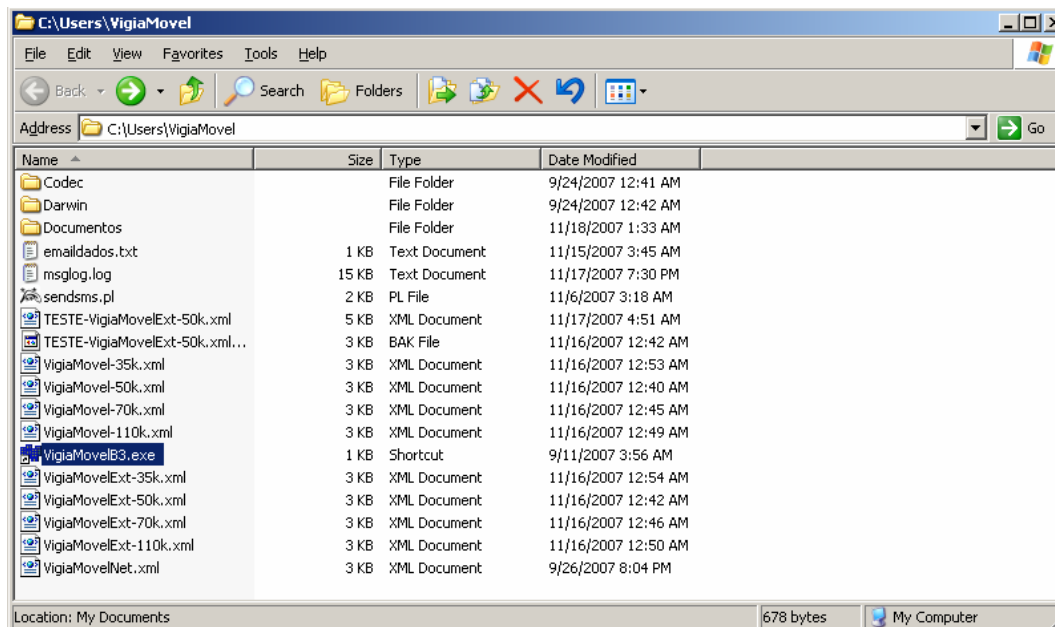 C:\Users\VigiaMovel
File Edit View Favorites Tools Help
Back Search Folders
Address C:\Users\VigiaMovel Go
Name Size Type Date Modified
Codec File Folder 9/24/2007 12:41 AM
Darwin File Folder 9/24/2007 12:42 AM
Documentos File Folder 11/18/2007 1:33 AM
emaildados.txt 1 KB Text Document 11/15/2007 3:45 AM
msglog.log 15 KB Text Document 11/17/2007 7:30 PM
sendsms.pl 2 KB PL File 11/6/2007 3:18 AM
TESTE-VigiaMovelExt-50k.xml 5 KB XML Document 11/17/2007 4:51 AM
TESTE-VigiaMovelExt-50k.xml... 3 KB BAK File 11/16/2007 12:42 AM
VigiaMovel-35k.xml 3 KB XML Document 11/16/2007 12:53 AM
VigiaMovel-50k.xml 3 KB XML Document 11/16/2007 12:40 AM
VigiaMovel-70k.xml 3 KB XML Document 11/16/2007 12:45 AM
VigiaMovel-110k.xml 3 KB XML Document 11/16/2007 12:49 AM
VigiaMovelB3.exe 1 KB Shortcut 9/11/2007 3:56 AM
VigiaMovelExt-35k.xml 3 KB XML Document 11/16/2007 12:54 AM
VigiaMovelExt-50k.xml 3 KB XML Document 11/16/2007 12:42 AM
VigiaMovelExt-70k.xml 3 KB XML Document 11/16/2007 12:46 AM
VigiaMovelExt-110k.xml 3 KB XML Document 11/16/2007 12:50 AM
VigiaMovelNet.xml 3 KB XML Document 9/26/2007 8:04 PM
Location: My Documents 678 bytes My Computer